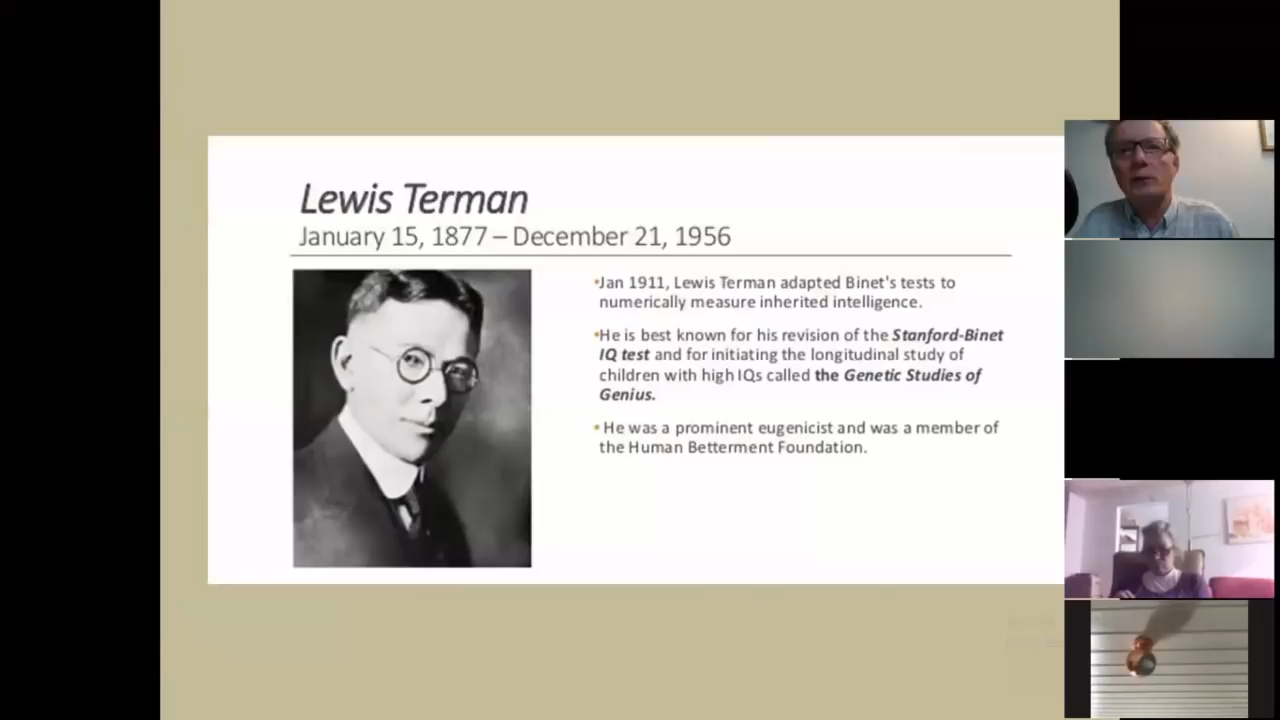 Lewis Terman
January 15, 1877 – December 21, 1956
•Jan 1911, Lewis Terman adapted Binet's tests to
numerically measure inherited intelligence.
•He is best known for his revision of the Stanford-Binet
IQ test and for initiating the longitudinal study of
children with high IQs called the Genetic Studies of
Genius.
• He was a prominent eugenicist and was a member of
the Human Betterment Foundation.